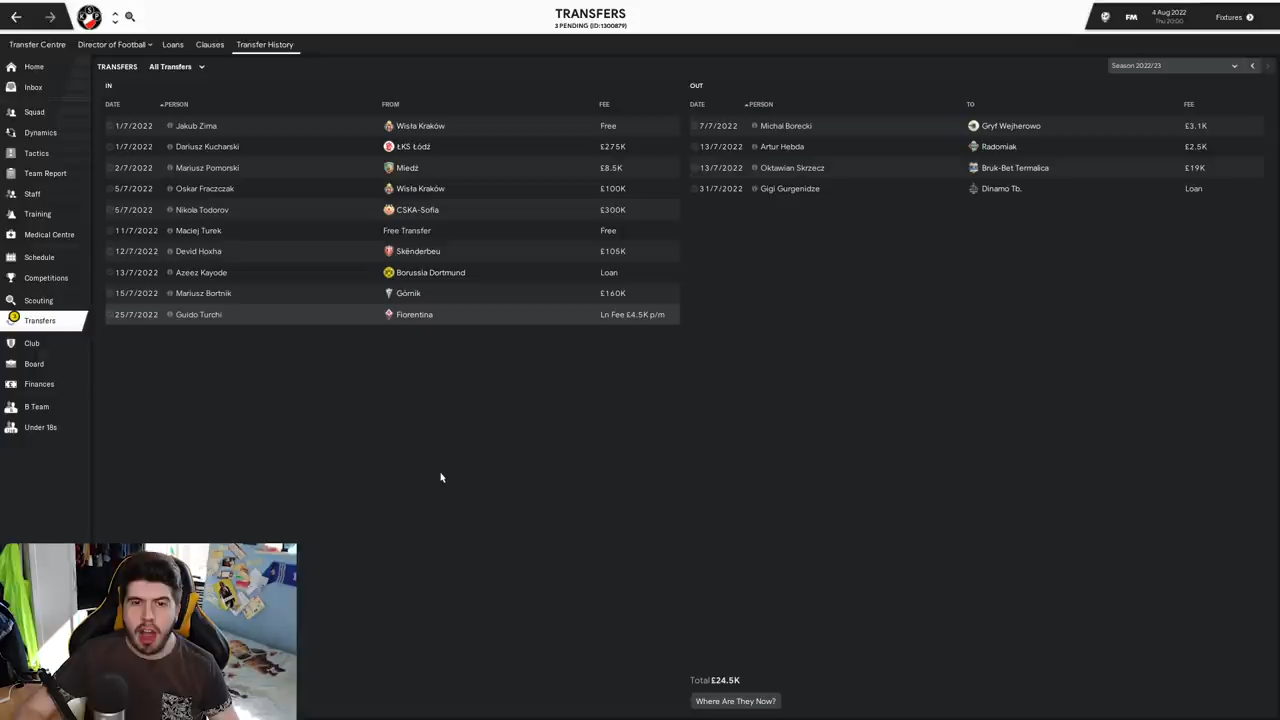 TRANSFERS
3 PENDING (ID:1300879)
FM
4 Aug 2022
Thu 20:00
Fixtures
Transfer Centre
Director of Football
Loans
Clauses
Transfer History
Home
Inbox
Squad
Dynamics
Tactics
Team Report
Staff
Training
Medical Centre
Schedule
Competitions
Scouting
Transfers
Club
Board
Finances
B Team
Under 18s
TRANSFERS All Transfers
Season 2022/23
IN
DATE PERSON FROM FEE
1/7/2022 Jakub Zima Wisła Kraków Free
1/7/2022 Dariusz Kucharski ŁKS Łódź £275K
2/7/2022 Mariusz Pomorski Miedź £8.5K
5/7/2022 Oskar Fraczczak Wisła Kraków £100K
5/7/2022 Nikola Todorov CSKA-Sofia £300K
11/7/2022 Maciej Turek Free Transfer Free
12/7/2022 Devid Hoxha Skënderbeu £105K
13/7/2022 Azeez Kayode Borussia Dortmund Loan
15/7/2022 Mariusz Bortnik Górnik £160K
25/7/2022 Guido Turchi Fiorentina Ln Fee £4.5K p/m
OUT
DATE PERSON TO FEE
7/7/2022 Michal Borecki Gryf Wejherowo £3.1K
13/7/2022 Artur Hebda Radomiak £2.5K
13/7/2022 Oktawian Skrzecz Bruk-Bet Termalica £19K
31/7/2022 Gigi Gurgenidze Dinamo Tb. Loan
Total £24.5K
Where Are They Now?